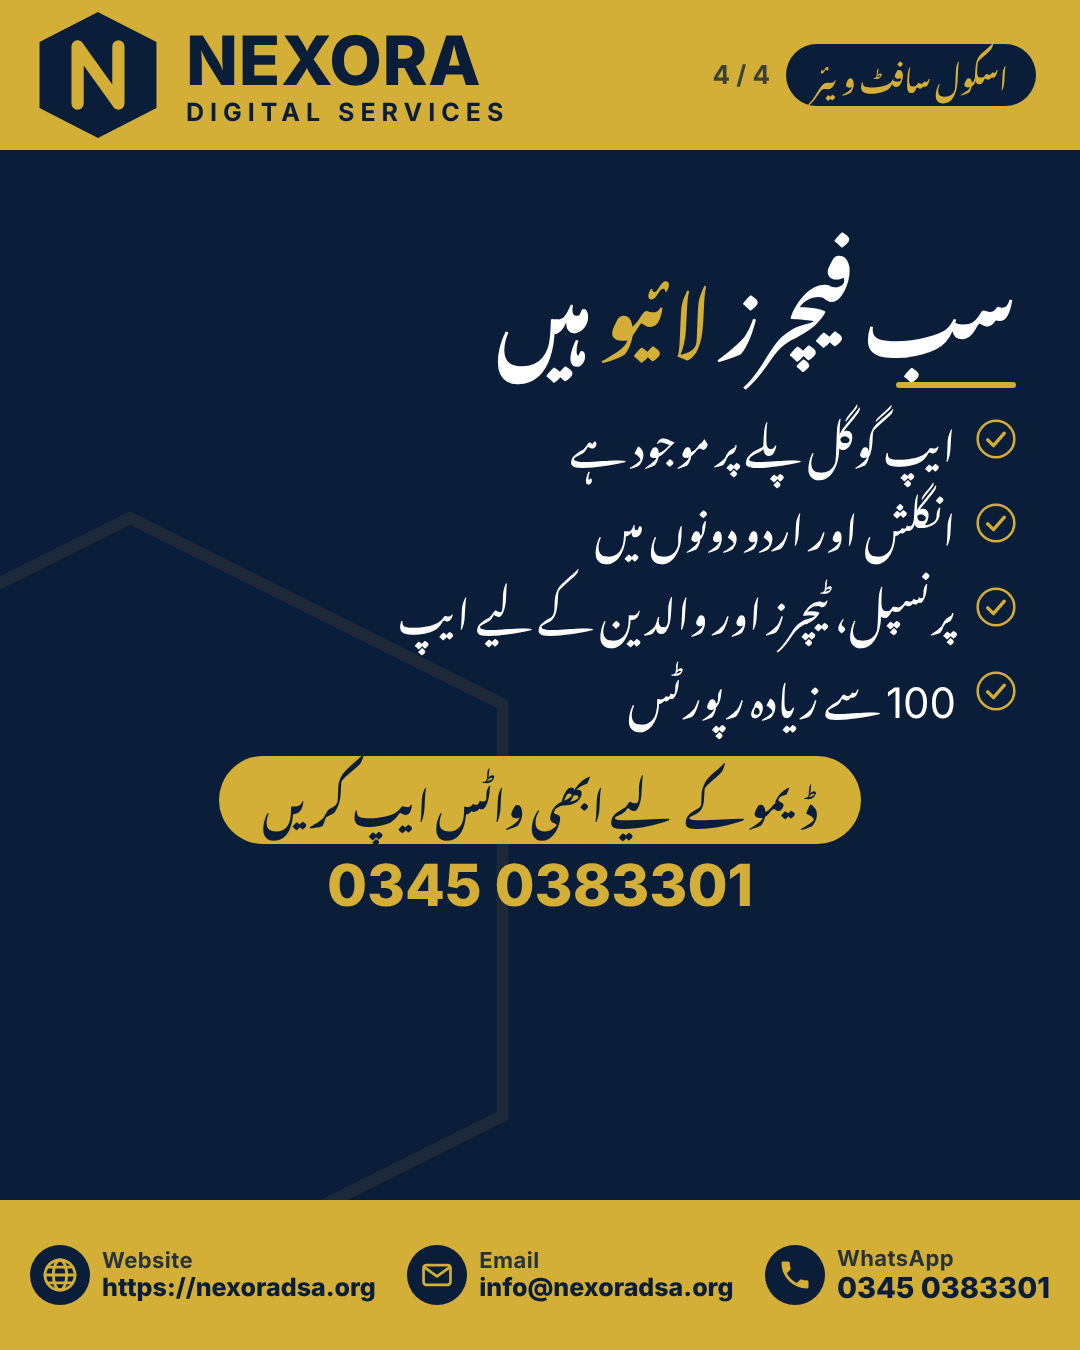 NEXORA
DIGITAL SERVICES
4 / 4
اسکول سافٹ ویئر
سب فیچرز لائیو ہیں
ایپ گوگل پلے پر موجود ہے
انگلش اور اردو دونوں میں
پرنسپل، ٹیچرز اور والدین کے لیے ایپ
100 سے زیادہ رپورٹس
ڈیمو کے لیے ابھی واٹس ایپ کریں
0345 0383301
Website
https://nexoradsa.org
Email
info@nexoradsa.org
WhatsApp
0345 0383301